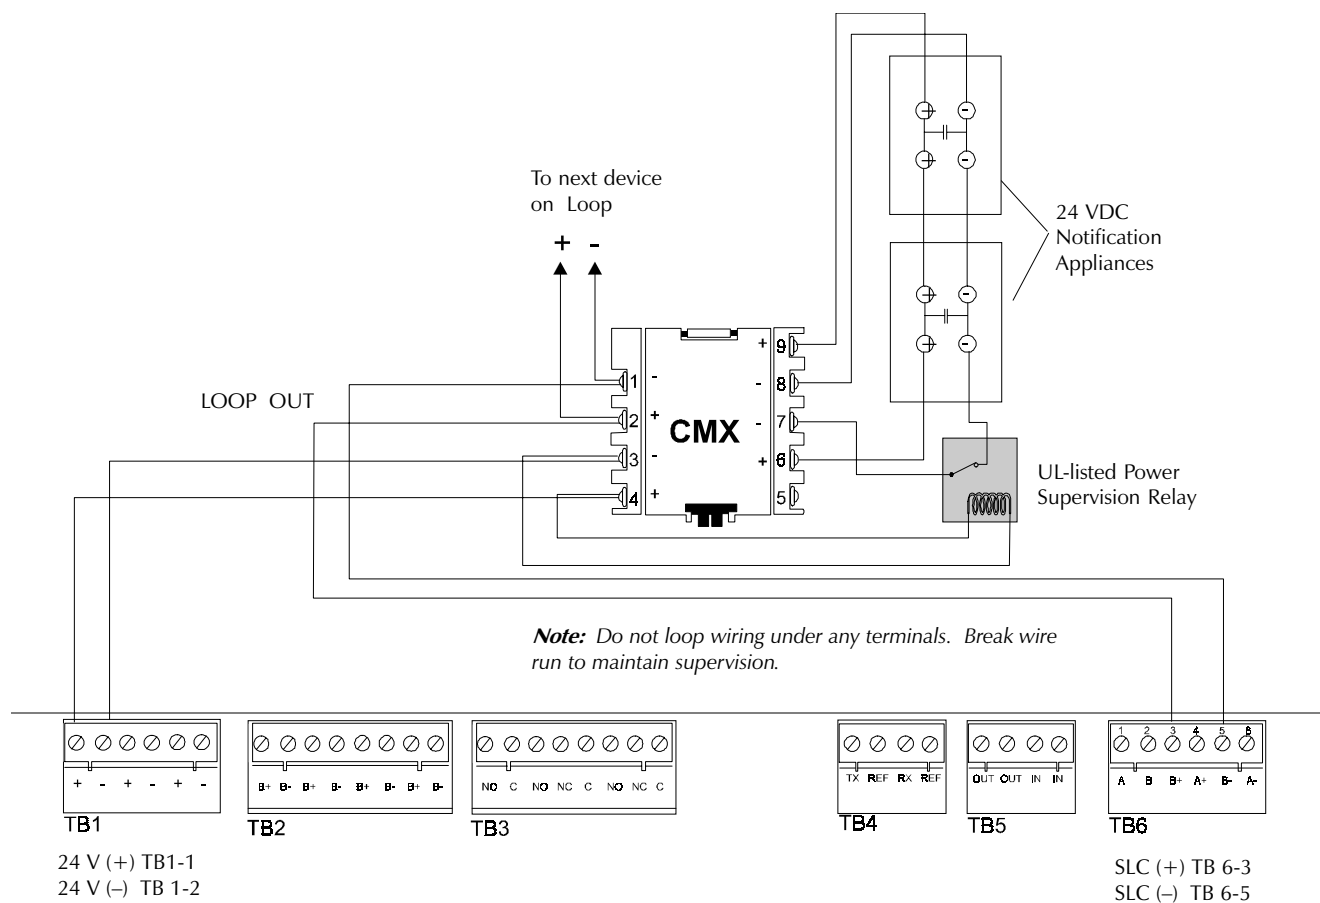 To next device
on Loop
+ -
24 VDC
Notification
Appliances
+ -
+ -
+ -
+ -
LOOP OUT
1 -
2 +
3 -
4 +
CMX
+ 9
- 8
- 7
+ 6
5
UL-listed Power
Supervision Relay
Note: Do not loop wiring under any terminals. Break wire
run to maintain supervision.
+ - + - + -
TB1
B+ B- B+ B- B+ B- B+ B-
TB2
NO C NO NC C NO NC C
TB3
TX REF RX REF
TB4
OUT OUT IN IN
TB5
1 2 3 4 5 6
A B B+ A+ B- A-
TB6
24 V (+) TB1-1
24 V (–) TB 1-2
SLC (+) TB 6-3
SLC (–) TB 6-5